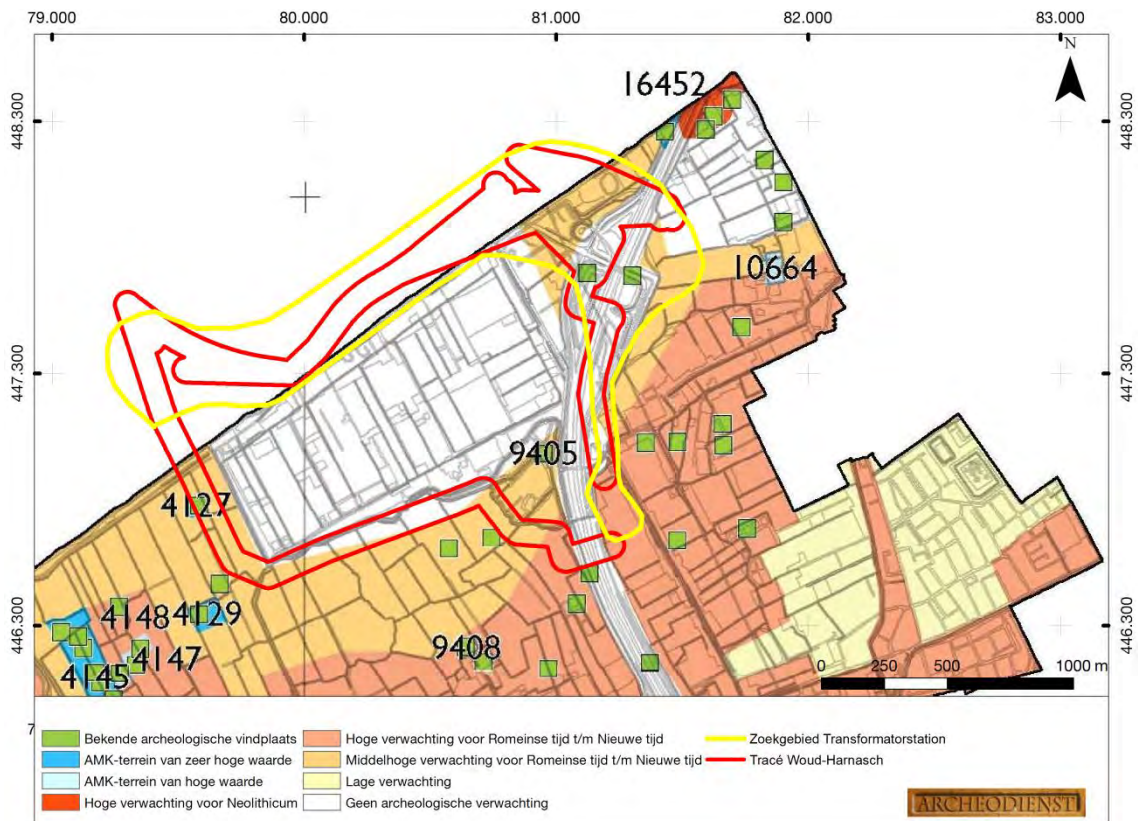 79.000 80.000 81.000 82.000 83.000
N
16452
448.300 448.300
10664
447.300 447.300
9405
4127
4148 4129
446.300 446.300
4147
9408
4145
0 250 500 1000 m
7
Bekende archeologische vindplaats
AMK-terrein van zeer hoge waarde
AMK-terrein van hoge waarde
Hoge verwachting voor Neolithicum
Hoge verwachting voor Romeinse tijd t/m Nieuwe tijd
Middelhoge verwachting voor Romeinse tijd t/m Nieuwe tijd
Lage verwachting
Geen archeologische verwachting
Zoekgebied Transformatorstation
Tracé Woud-Harnasch
ARCHEODIENST